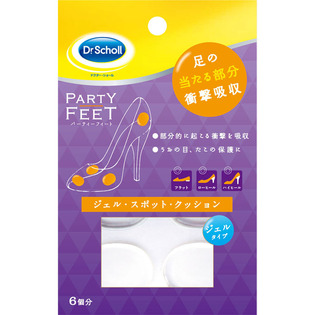 Dr.Scholl
ドクター・ショール
PARTY
FEET
パーティーフィート
足の
当たる部分
衝撃吸収
●部分的に起こる衝撃を吸収
●うおの目、たこの保護に
フラット
ローヒール
ハイヒール
ジェル・スポット・クッション
ジェル
タイプ
6個分